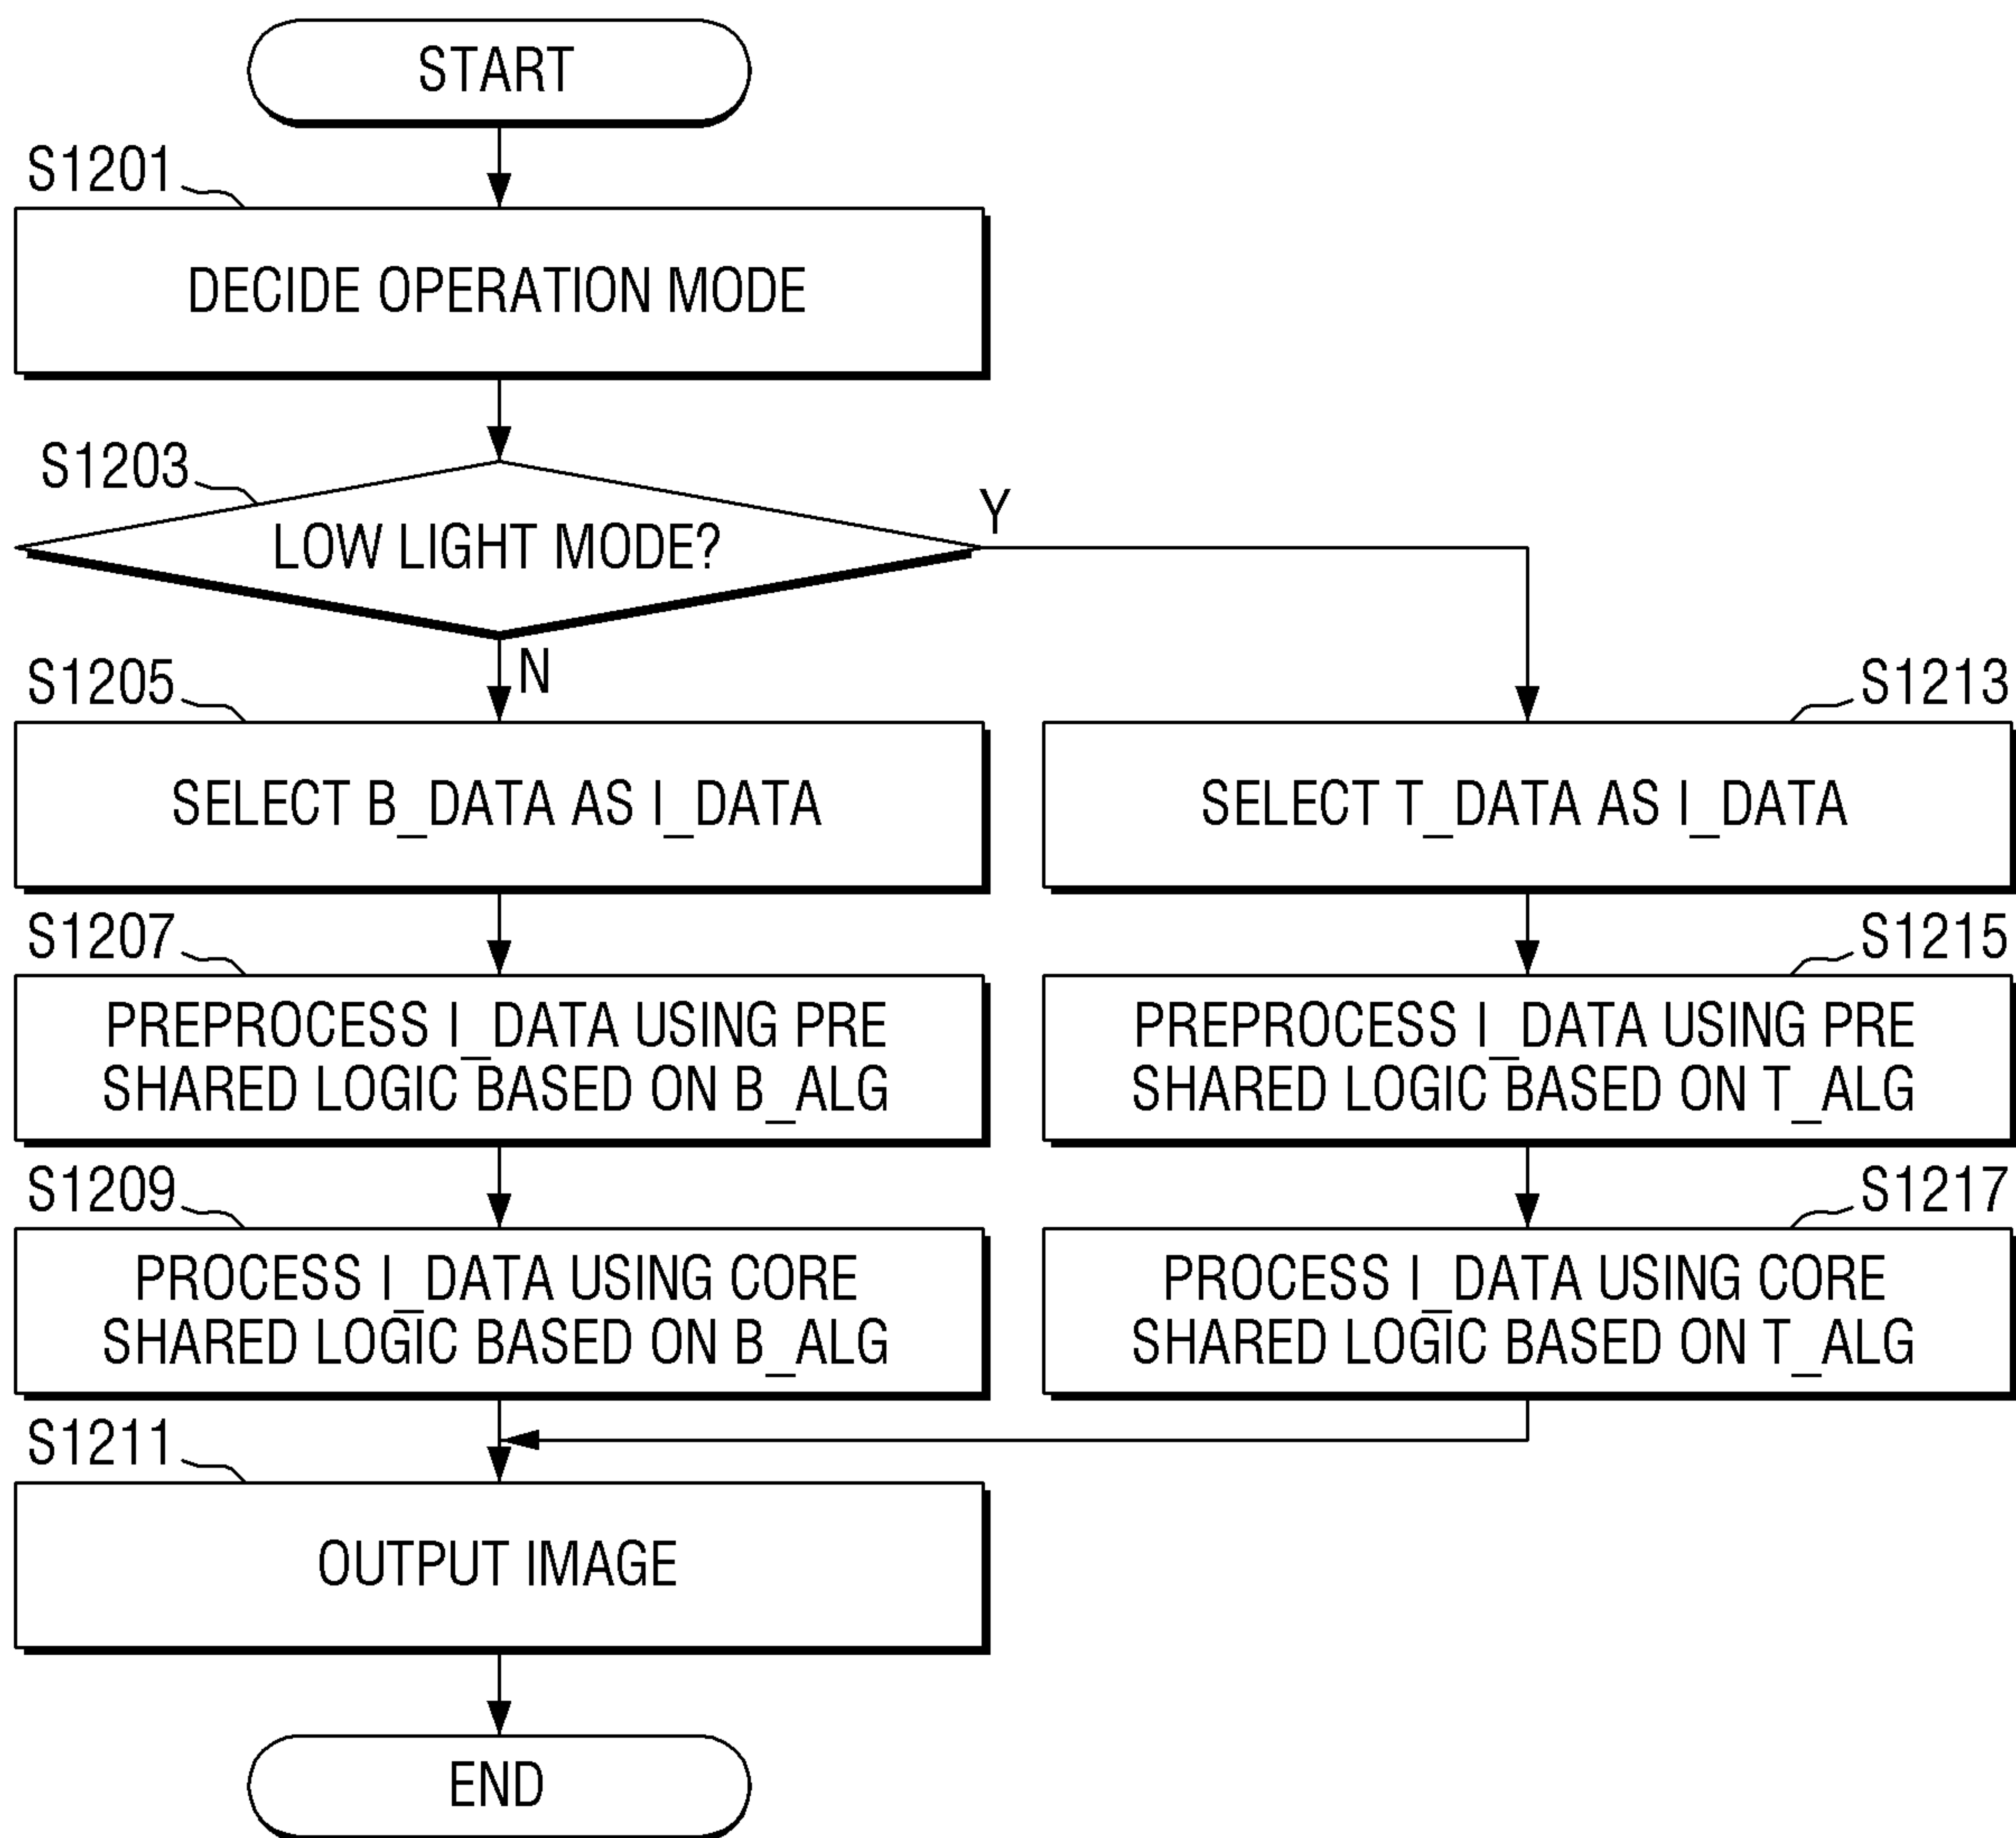 START
S1201
DECIDE OPERATION MODE
S1203
LOW LIGHT MODE?
Y
N
S1205
SELECT B_DATA AS I_DATA
S1213
SELECT T_DATA AS I_DATA
S1207
PREPROCESS I_DATA USING PRE
SHARED LOGIC BASED ON B_ALG
S1215
PREPROCESS I_DATA USING PRE
SHARED LOGIC BASED ON T_ALG
S1209
PROCESS I_DATA USING CORE
SHARED LOGIC BASED ON B_ALG
S1217
PROCESS I_DATA USING CORE
SHARED LOGIC BASED ON T_ALG
S1211
OUTPUT IMAGE
END